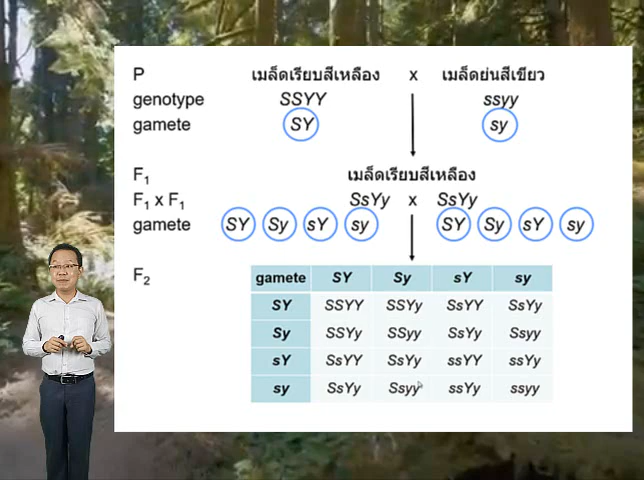 P เมล็ดเรียบสีเหลือง x เมล็ดย่นสีเขียว
genotype SSYY ssyy
gamete SY sy
F1 เมล็ดเรียบสีเหลือง
F1 x F1 SsYy x SsYy
gamete SY Sy sY sy SY Sy sY sy
F2
gamete SY Sy sY sy
SY SSYY SSYy SsYY SsYy
Sy SSYy SSyy SsYy Ssyy
sY SsYY SsYy ssYY ssYy
sy SsYy Ssyy ssYy ssyy